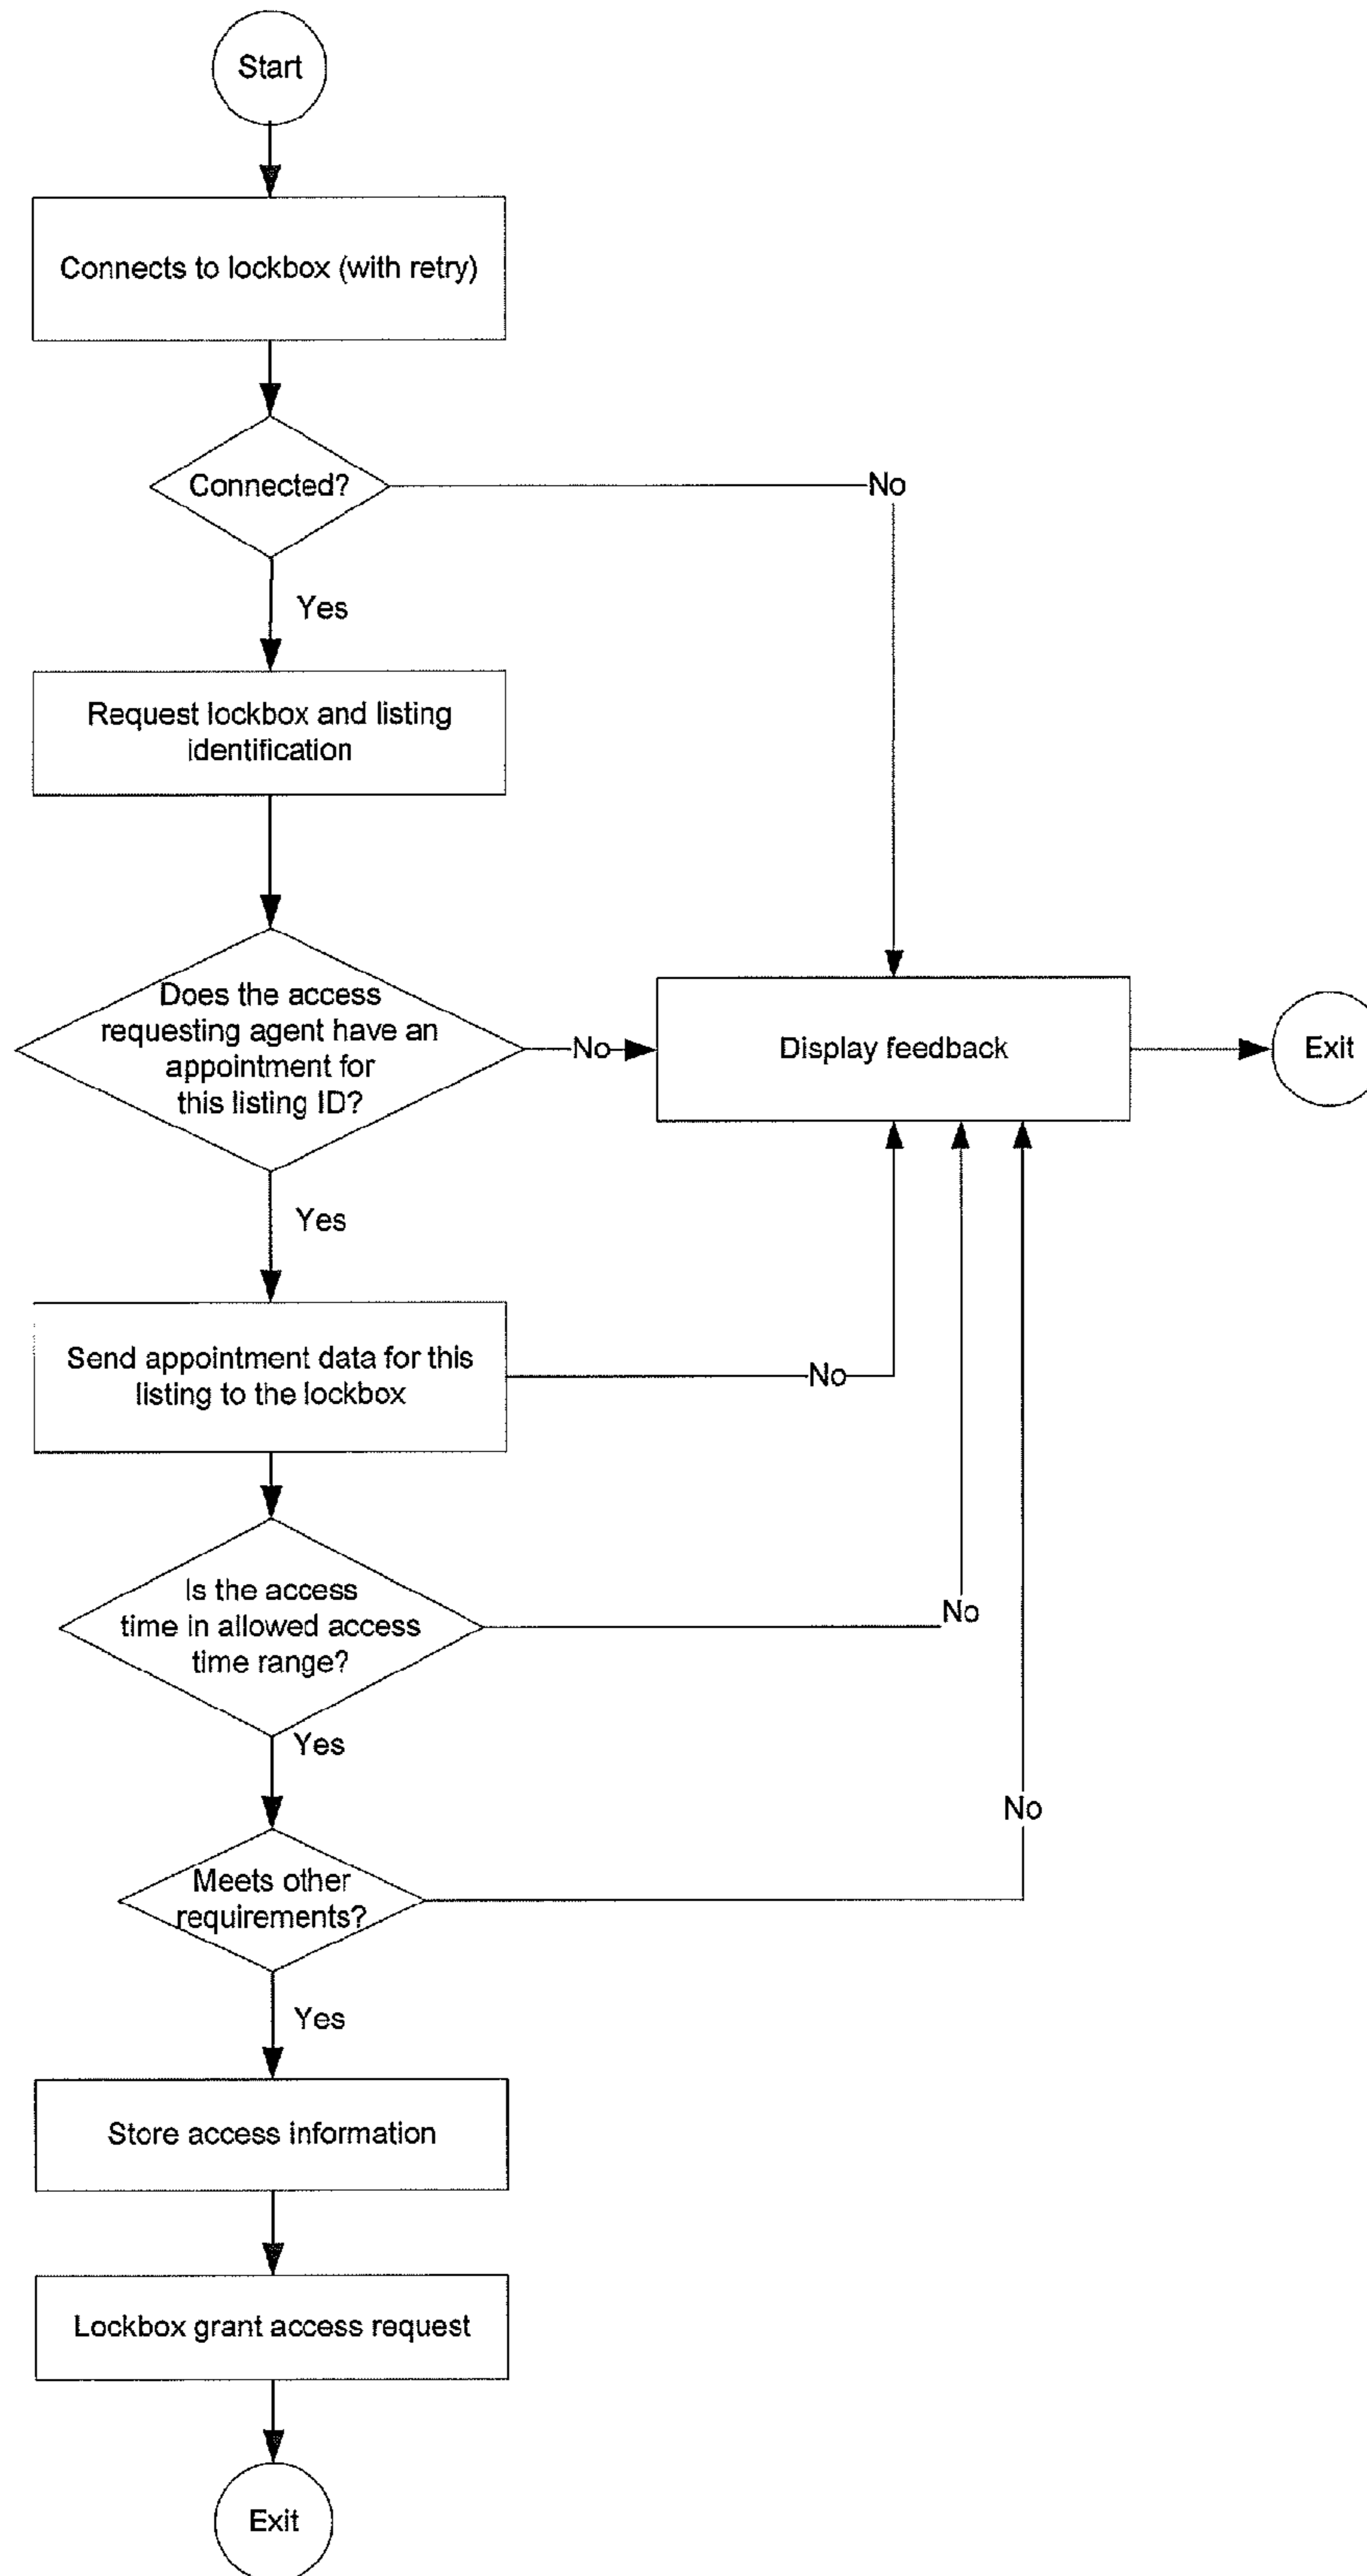 Start
Connects to lockbox (with retry)
Connected?
No
Yes
Request lockbox and listing
identification
Does the access
requesting agent have an
appointment for
this listing ID?
No
Display feedback
Exit
Yes
Send appointment data for this
listing to the lockbox
No
Is the access
time in allowed access
time range?
No
Yes
No
Meets other
requirements?
Yes
Store access information
Lockbox grant access request
Exit